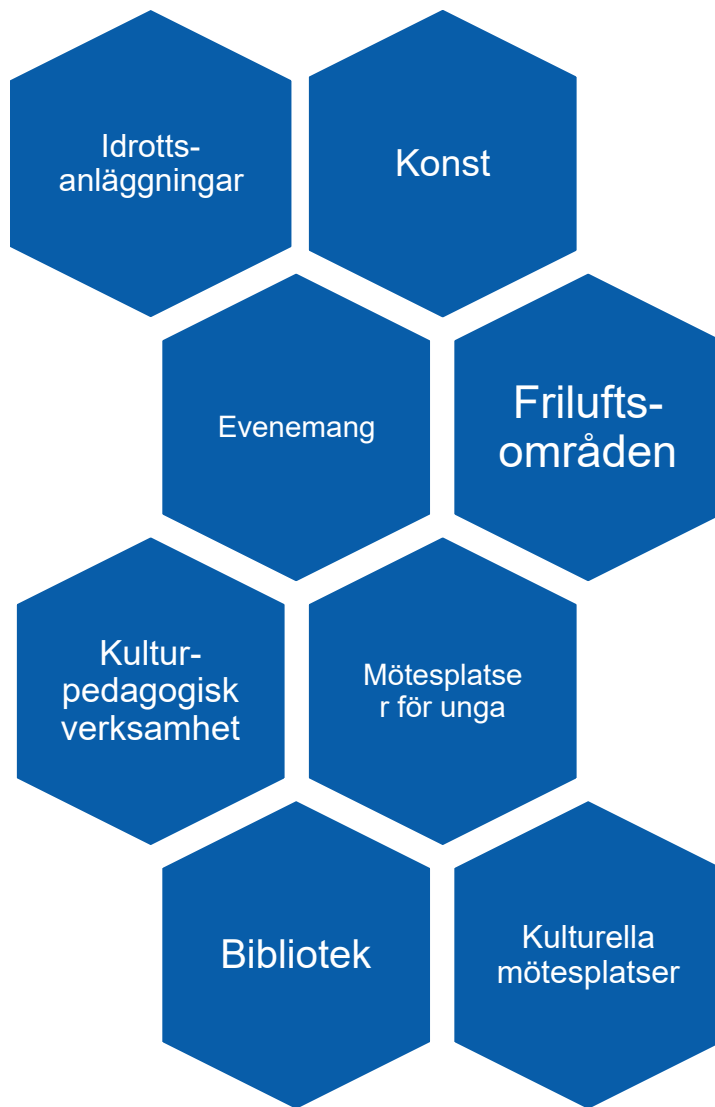 Idrotts-
anläggningar
Konst
Evenemang
Frilufts-
områden
Kultur-
pedagogisk
verksamhet
Mötesplatse
r för unga
Bibliotek
Kulturella
mötesplatser